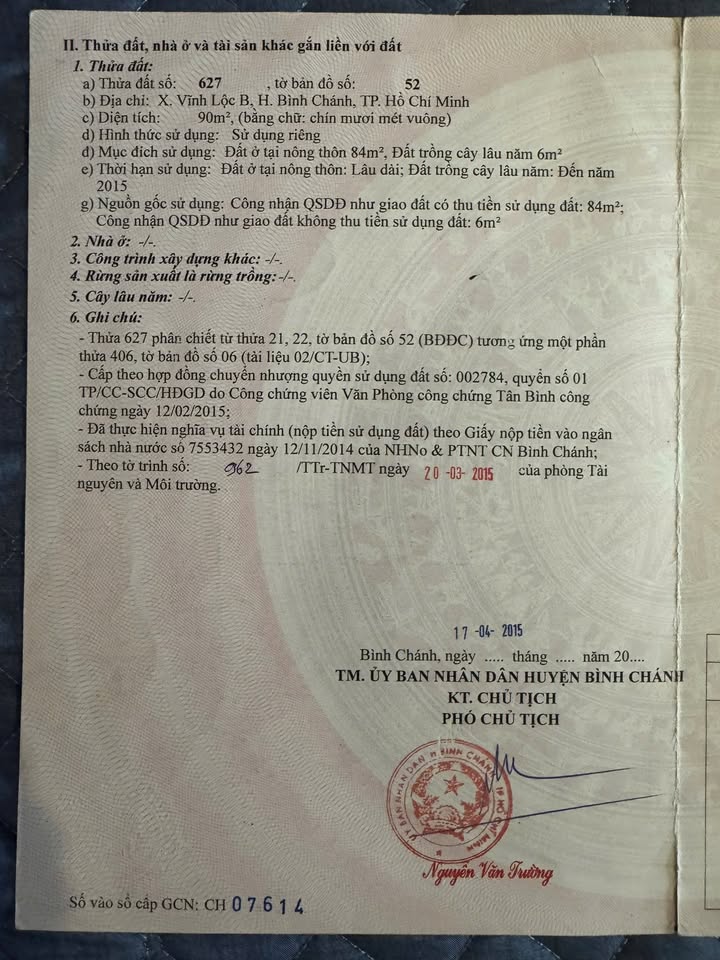 II. Thửa đất, nhà ở và tài sản khác gắn liền với đất
1. Thửa đất:
a) Thửa đất số: 627 , tờ bản đồ số: 52
b) Địa chỉ: X. Vĩnh Lộc B, H. Bình Chánh, TP. Hồ Chí Minh
c) Diện tích: 90m², (bằng chữ: chín mươi mét vuông)
d) Hình thức sử dụng: Sử dụng riêng
đ) Mục đích sử dụng: Đất ở tại nông thôn 84m², Đất trồng cây lâu năm 6m²
e) Thời hạn sử dụng: Đất ở tại nông thôn: Lâu dài; Đất trồng cây lâu năm: Đến năm
2015
g) Nguồn gốc sử dụng: Công nhận QSDĐ như giao đất có thu tiền sử dụng đất: 84m²;
Công nhận QSDĐ như giao đất không thu tiền sử dụng đất: 6m²
2. Nhà ở: -/-.
3. Công trình xây dựng khác: -/-.
4. Rừng sản xuất là rừng trồng: -/-.
5. Cây lâu năm: -/-.
6. Ghi chú:
- Thửa 627 phân chiết từ thửa 21, 22, tờ bản đồ số 52 (BĐĐC) tương ứng một phần
thửa 406, tờ bản đồ số 06 (tài liệu 02/CT-UB);
- Cấp theo hợp đồng chuyển nhượng quyền sử dụng đất số: 002784, quyển số 01
TP/CC-SCC/HĐGD do Công chứng viên Văn Phòng công chứng Tân Bình công
chứng ngày 12/02/2015;
- Đã thực hiện nghĩa vụ tài chính (nộp tiền sử dụng đất) theo Giấy nộp tiền vào ngân
sách nhà nước số 7553432 ngày 12/11/2014 của NHNo & PTNT CN Bình Chánh;
- Theo tờ trình số: 962 /TTr-TNMT ngày 20 -03- 2015 của phòng Tài
nguyên và Môi trường.
17 -04- 2015
Bình Chánh, ngày ..... tháng ..... năm 20....
TM. ỦY BAN NHÂN DÂN HUYỆN BÌNH CHÁNH
KT. CHỦ TỊCH
PHÓ CHỦ TỊCH
ỦY BAN NHÂN DÂN H. BÌNH CHÁNH TP HỒ CHÍ MINH
Nguyễn Văn Trường
Số vào sổ cấp GCN: CH 07614